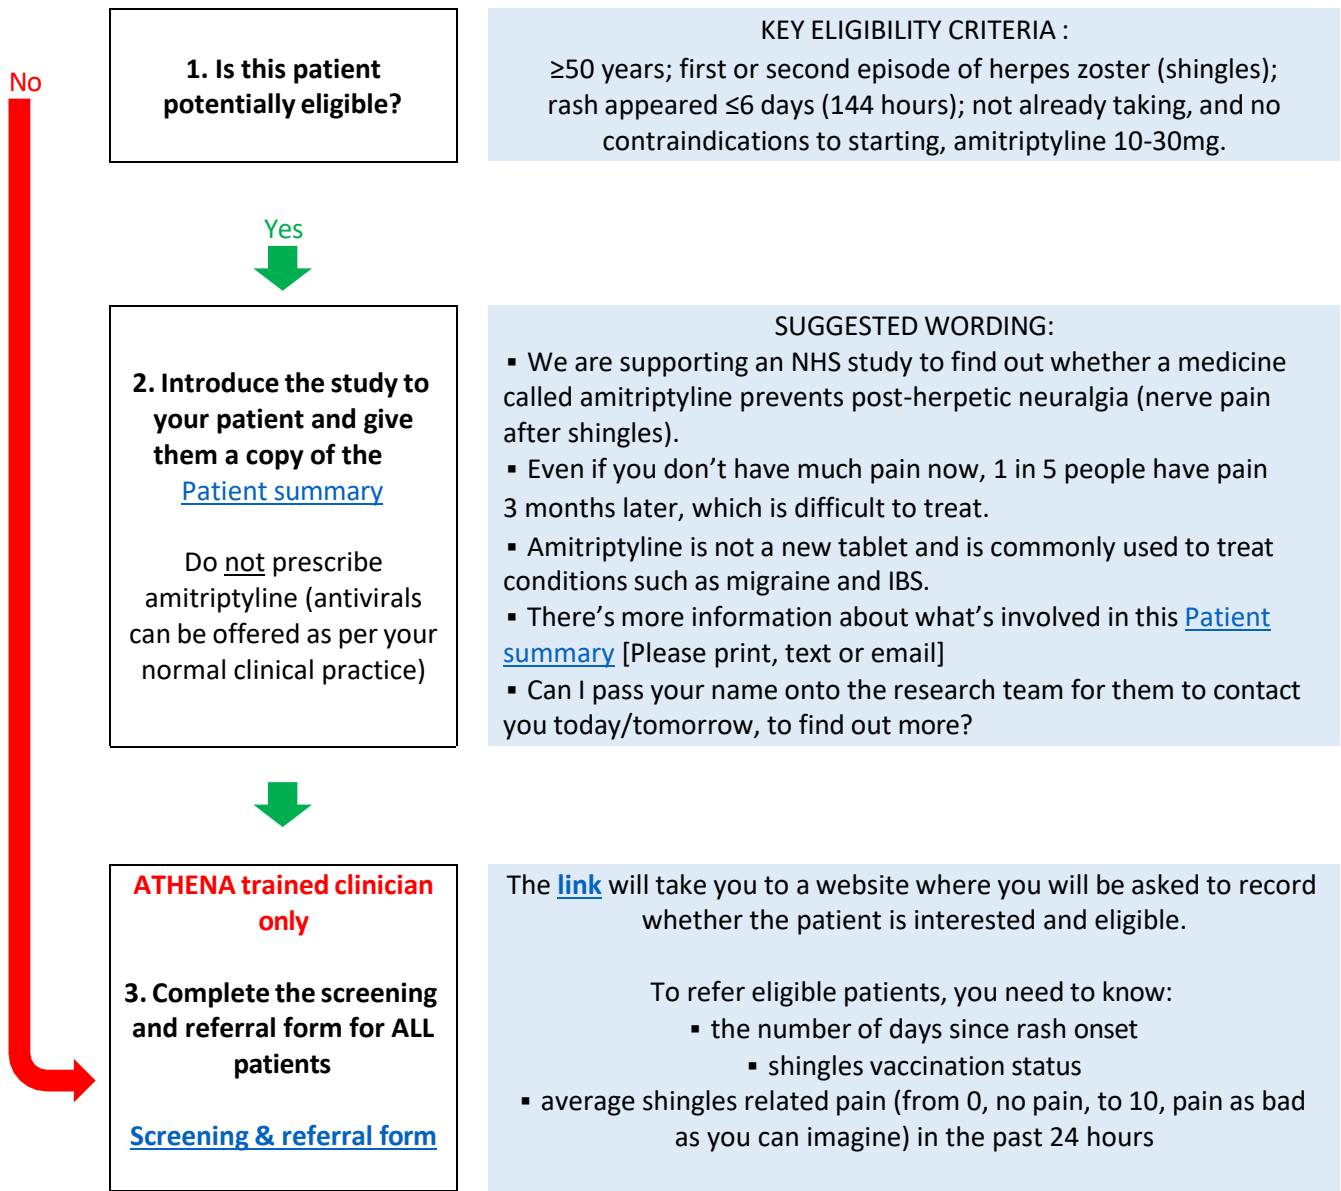 No
1. Is this patient
potentially eligible?
KEY ELIGIBILITY CRITERIA :
≥50 years; first or second episode of herpes zoster (shingles);
rash appeared ≤6 days (144 hours); not already taking, and no
contraindications to starting, amitriptyline 10-30mg.
Yes
2. Introduce the study to
your patient and give
them a copy of the
Patient summary
Do not prescribe
amitriptyline (antivirals
can be offered as per your
normal clinical practice)
SUGGESTED WORDING:
▪ We are supporting an NHS study to find out whether a medicine
called amitriptyline prevents post-herpetic neuralgia (nerve pain
after shingles).
▪ Even if you don’t have much pain now, 1 in 5 people have pain
3 months later, which is difficult to treat.
▪ Amitriptyline is not a new tablet and is commonly used to treat
conditions such as migraine and IBS.
▪ There’s more information about what’s involved in this Patient
summary [Please print, text or email]
▪ Can I pass your name onto the research team for them to contact
you today/tomorrow, to find out more?
ATHENA trained clinician
only
3. Complete the screening
and referral form for ALL
patients
Screening & referral form
The link will take you to a website where you will be asked to record
whether the patient is interested and eligible.
To refer eligible patients, you need to know:
▪ the number of days since rash onset
▪ shingles vaccination status
▪ average shingles related pain (from 0, no pain, to 10, pain as bad
as you can imagine) in the past 24 hours